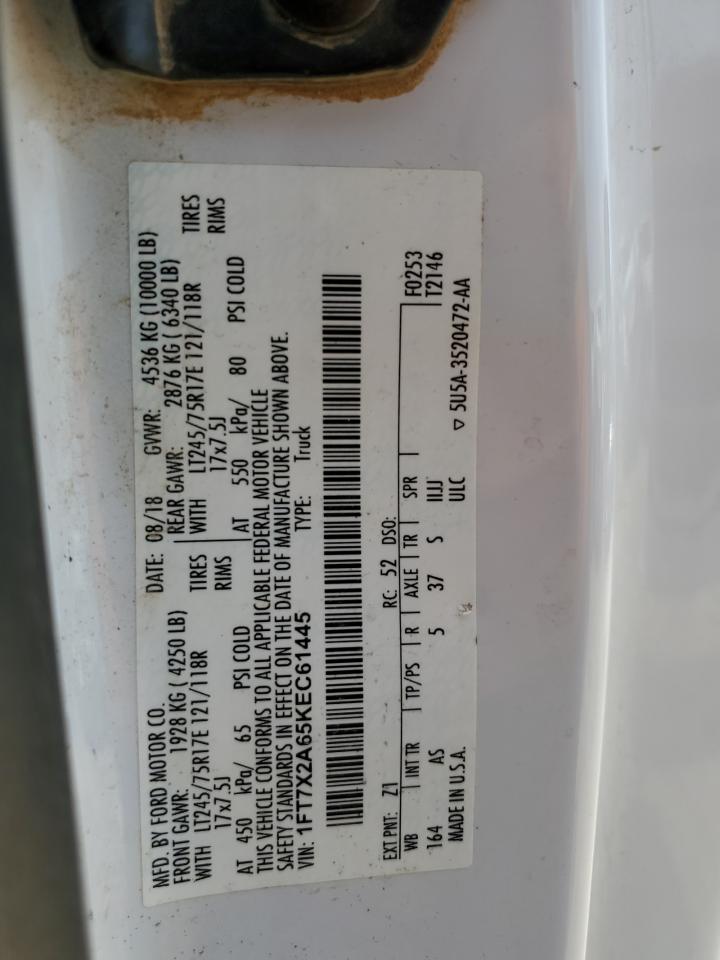 MFD. BY FORD MOTOR CO.
DATE: 08/18 GVWR: 4536 KG (10000 LB)
FRONT GAWR: 1928 KG ( 4250 LB)
REAR GAWR: 2876 KG ( 6340 LB)
WITH LT245/75R17E 121/118R TIRES
WITH LT245/75R17E 121/118R TIRES
17x7.5J RIMS
17x7.5J RIMS
AT 450 kPa/ 65 PSI COLD
AT 550 kPa/ 80 PSI COLD
THIS VEHICLE CONFORMS TO ALL APPLICABLE FEDERAL MOTOR VEHICLE
SAFETY STANDARDS IN EFFECT ON THE DATE OF MANUFACTURE SHOWN ABOVE.
VIN: 1FT7X2A65KEC61445 TYPE: Truck
EXT PNT: Z1 RC: 52 DSO:
WB INT TR TP/PS R AXLE TR SPR F0253
164 AS 5 37 S IIJJ T2146
MADE IN U.S.A. ULC ▽ 5U5A-3520472-AA